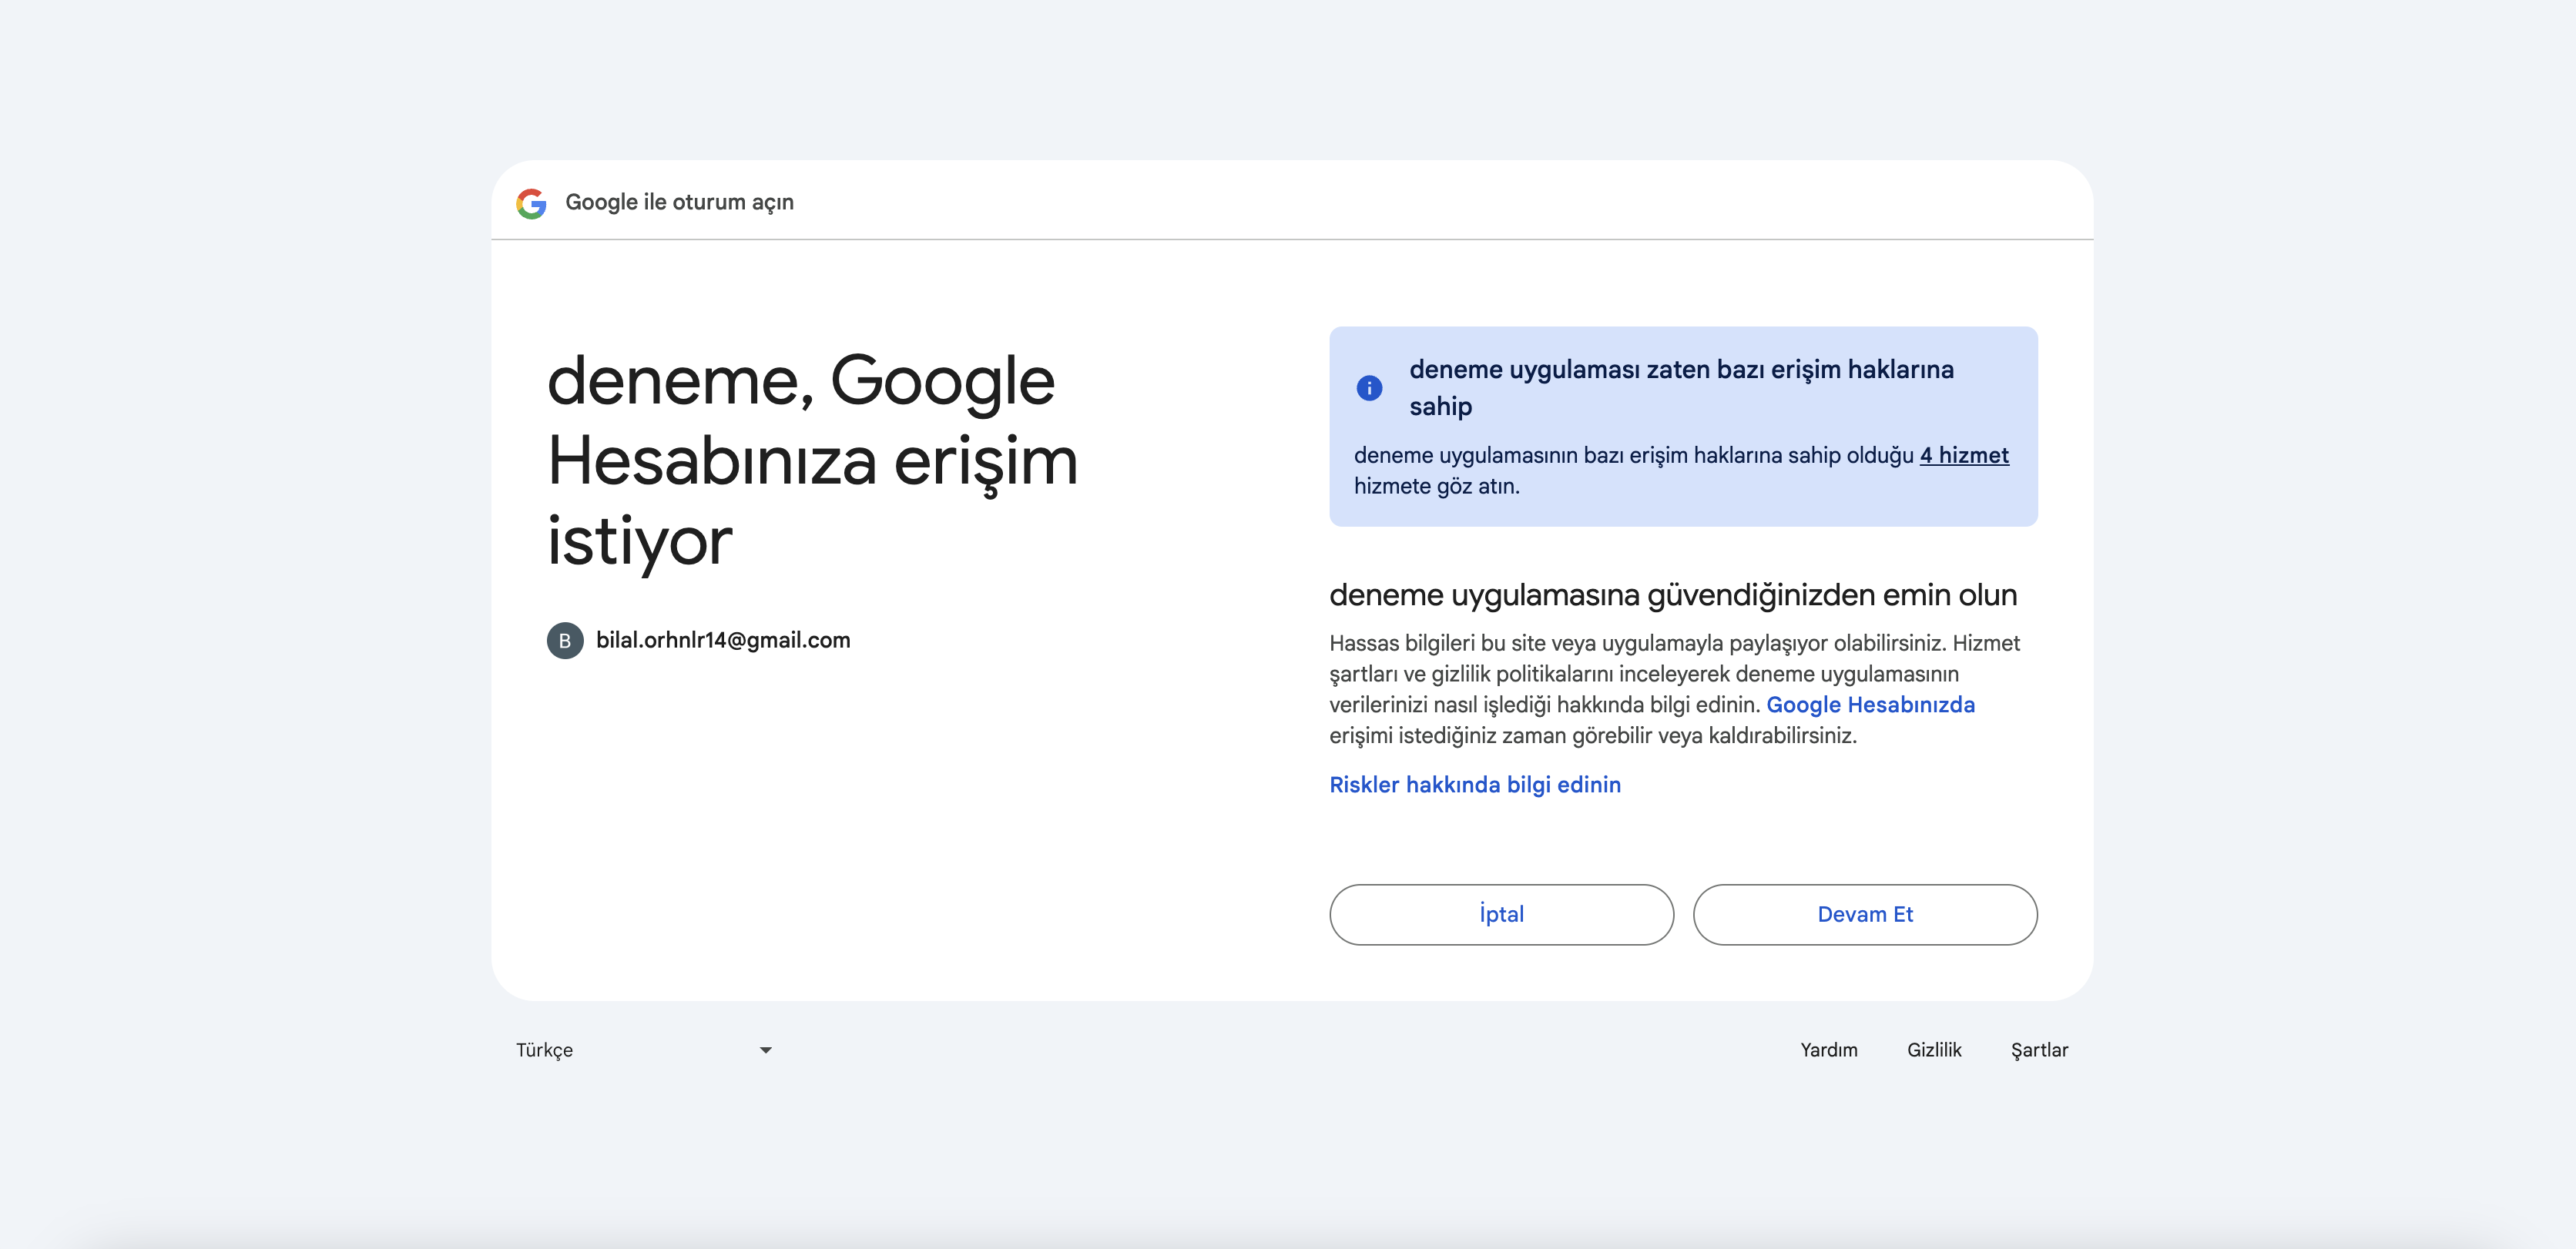 Google ile oturum açın
deneme, Google
Hesabınıza erişim
istiyor
B bilal.orhnlr14@gmail.com
deneme uygulaması zaten bazı erişim haklarına
sahip
deneme uygulamasının bazı erişim haklarına sahip olduğu 4 hizmet
hizmete göz atın.
deneme uygulamasına güvendiğinizden emin olun
Hassas bilgileri bu site veya uygulamayla paylaşıyor olabilirsiniz. Hizmet
şartları ve gizlilik politikalarını inceleyerek deneme uygulamasının
verilerinizi nasıl işlediği hakkında bilgi edinin. Google Hesabınızda
erişimi istediğiniz zaman görebilir veya kaldırabilirsiniz.
Riskler hakkında bilgi edinin
İptal Devam Et
Türkçe Yardım Gizlilik Şartlar